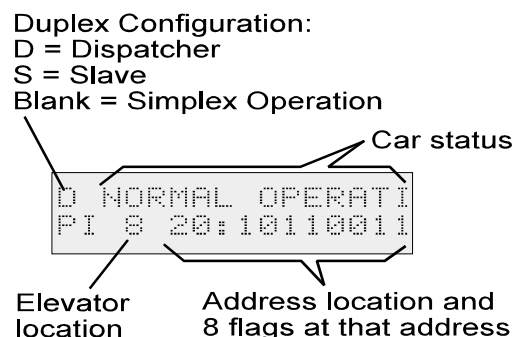 Duplex Configuration:
D = Dispatcher
S = Slave
Blank = Simplex Operation
Car status
D NORMAL OPERATI
PI 8 20:10110011
Elevator
location
Address location and
8 flags at that address